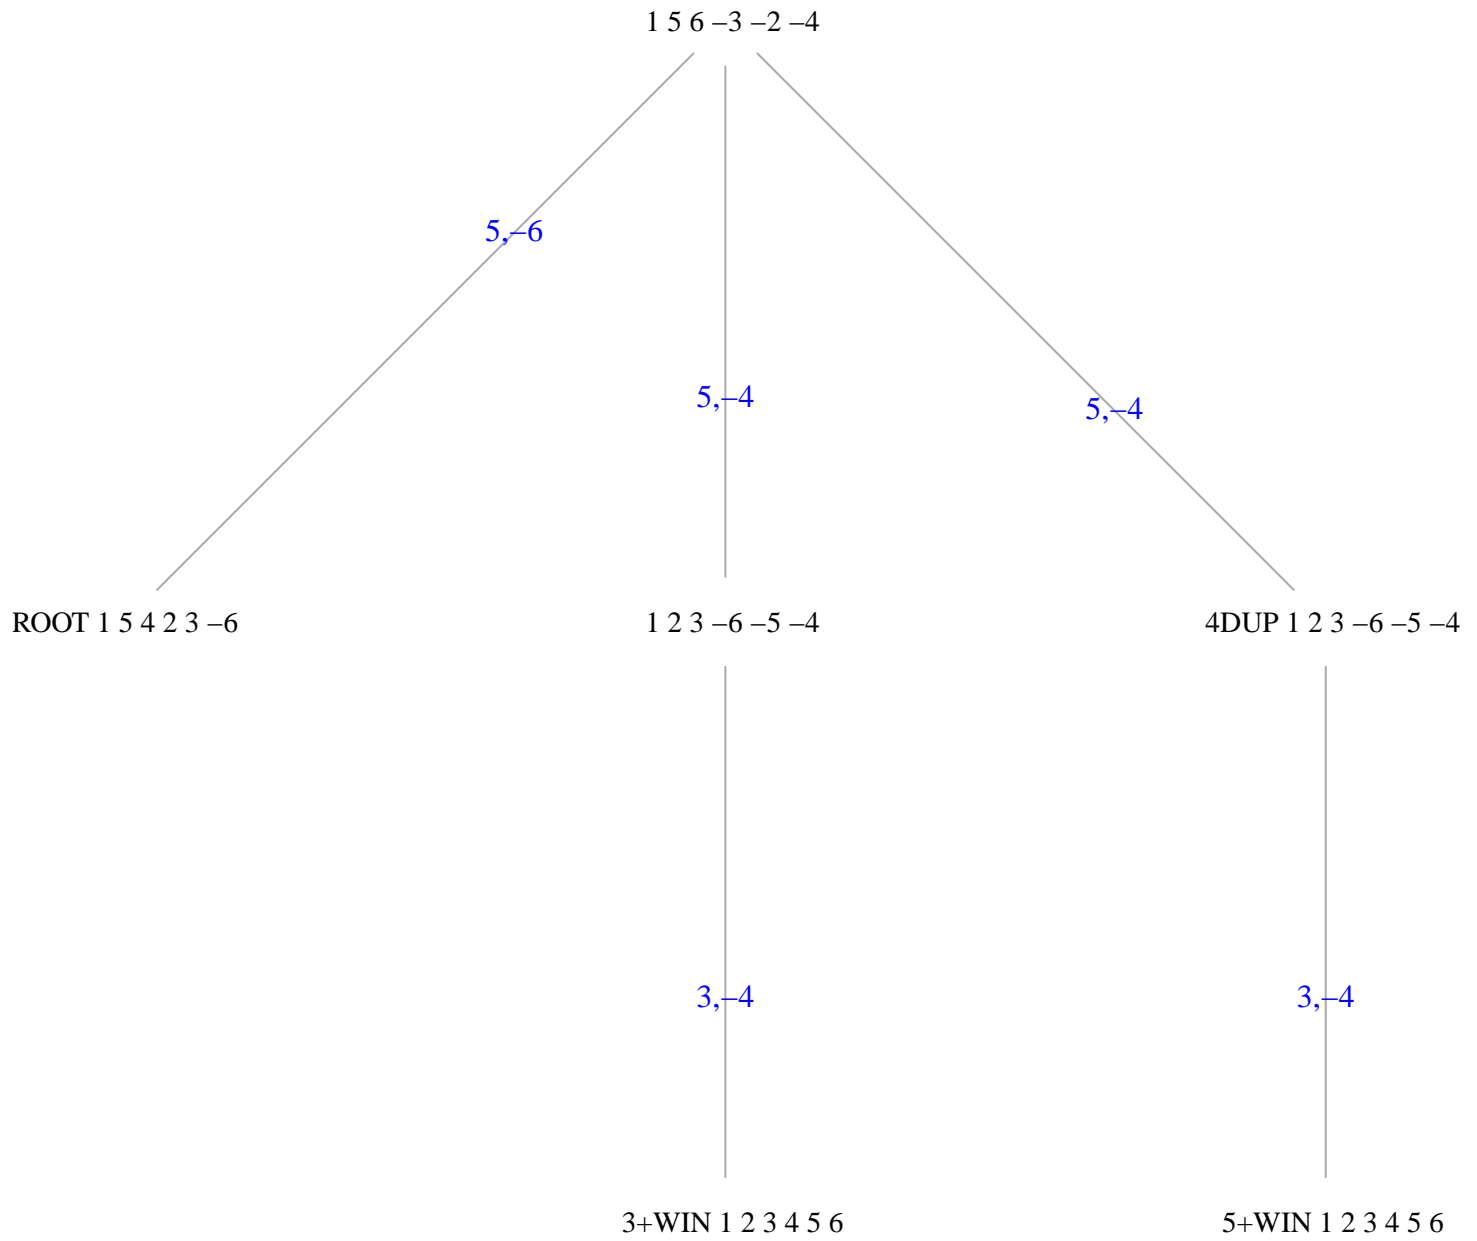 1 5 6 –3 –2 –4
5,–6
5,–4
5,–4
ROOT 1 5 4 2 3 –6
1 2 3 –6 –5 –4
4DUP 1 2 3 –6 –5 –4
3,–4
3,–4
3+WIN 1 2 3 4 5 6
5+WIN 1 2 3 4 5 6